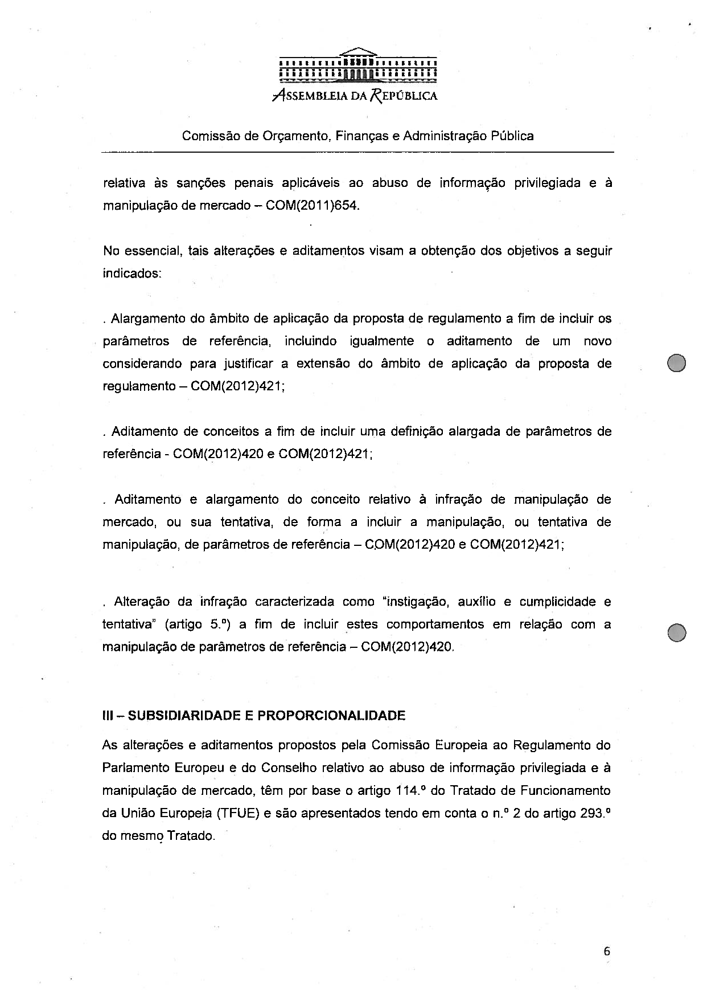 ASSEMBLEIA DA REPÚBLICA
Comissão de Orçamento, Finanças e Administração Pública
relativa às sanções penais aplicáveis ao abuso de informação privilegiada e à
manipulação de mercado – COM(2011)654.
No essencial, tais alterações e aditamentos visam a obtenção dos objetivos a seguir
indicados:
. Alargamento do âmbito de aplicação da proposta de regulamento a fim de incluir os
parâmetros de referência, incluindo igualmente o aditamento de um novo
considerando para justificar a extensão do âmbito de aplicação da proposta de
regulamento – COM(2012)421;
. Aditamento de conceitos a fim de incluir uma definição alargada de parâmetros de
referência - COM(2012)420 e COM(2012)421;
. Aditamento e alargamento do conceito relativo à infração de manipulação de
mercado, ou sua tentativa, de forma a incluir a manipulação, ou tentativa de
manipulação, de parâmetros de referência – COM(2012)420 e COM(2012)421;
. Alteração da infração caracterizada como “instigação, auxílio e cumplicidade e
tentativa” (artigo 5.º) a fim de incluir estes comportamentos em relação com a
manipulação de parâmetros de referência – COM(2012)420.
III – SUBSIDIARIDADE E PROPORCIONALIDADE
As alterações e aditamentos propostos pela Comissão Europeia ao Regulamento do
Parlamento Europeu e do Conselho relativo ao abuso de informação privilegiada e à
manipulação de mercado, têm por base o artigo 114.º do Tratado de Funcionamento
da União Europeia (TFUE) e são apresentados tendo em conta o n.º 2 do artigo 293.º
do mesmo Tratado.
6